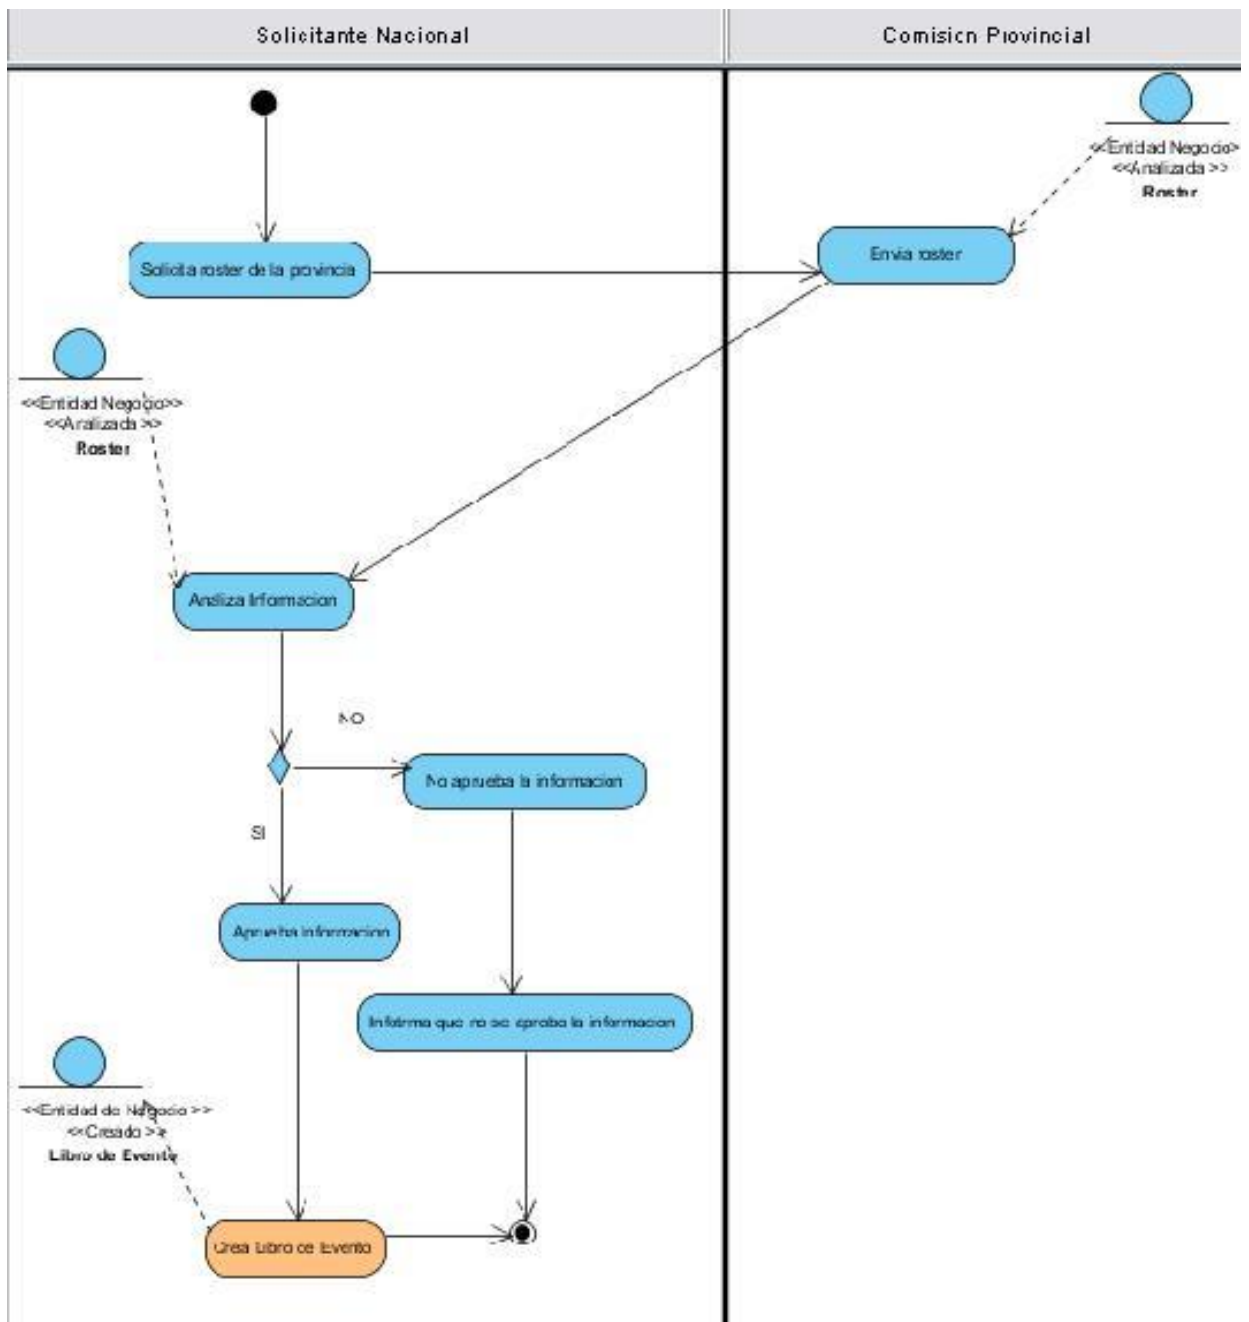 Solicitante Nacional
Comision Provincial
<<Entidad Negocio>
<<Analizada >>
Roster
Solicita roster de la provincia
Envia roster
<<Entidad Negocio>>
<<Analizada >>
Roster
Analiza Informacion
NO
No aprueba la informacion
SI
Aprueba informacion
Informa que no se aproba la informacion
<<Entidad de Negocio >>
<<Creado >>
Libro de Evento
Crea Libro de Evento